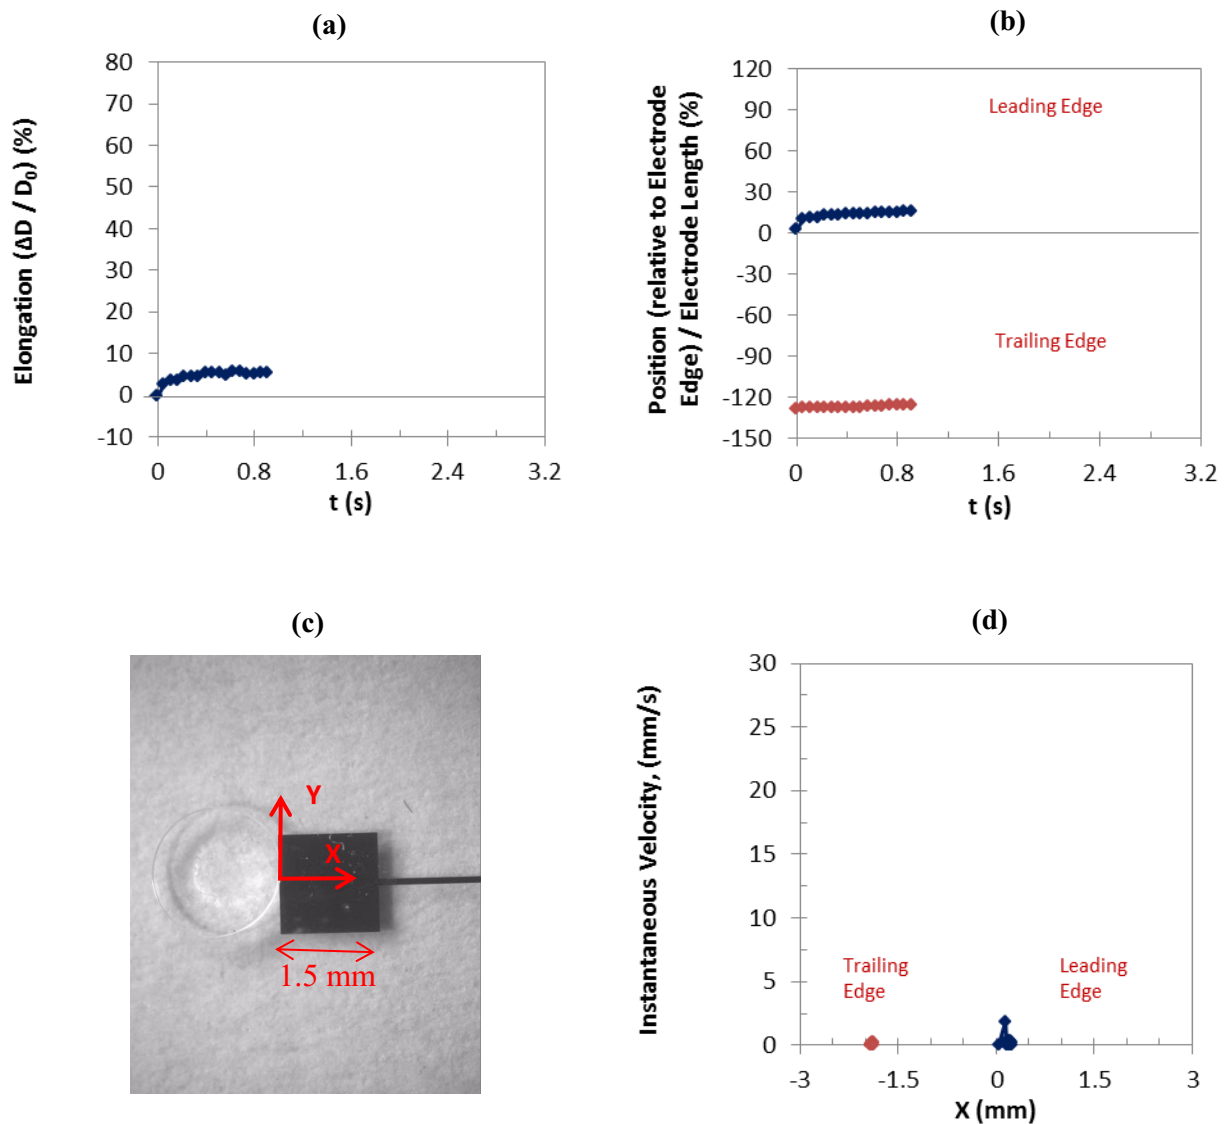 (a)
Elongation (ΔD / D₀) (%)
80
70
60
50
40
30
20
10
0
-10
0
0.8
1.6
2.4
3.2
t (s)
(b)
Position (relative to Electrode
Edge) / Electrode Length (%)
120
90
60
30
0
-30
-60
-90
-120
-150
Leading Edge
Trailing Edge
0
0.8
1.6
2.4
3.2
t (s)
(c)
Y
X
1.5 mm
(d)
Instantaneous Velocity, (mm/s)
30
25
20
15
10
5
0
Trailing
Edge
Leading
Edge
-3
-1.5
0
1.5
3
X (mm)